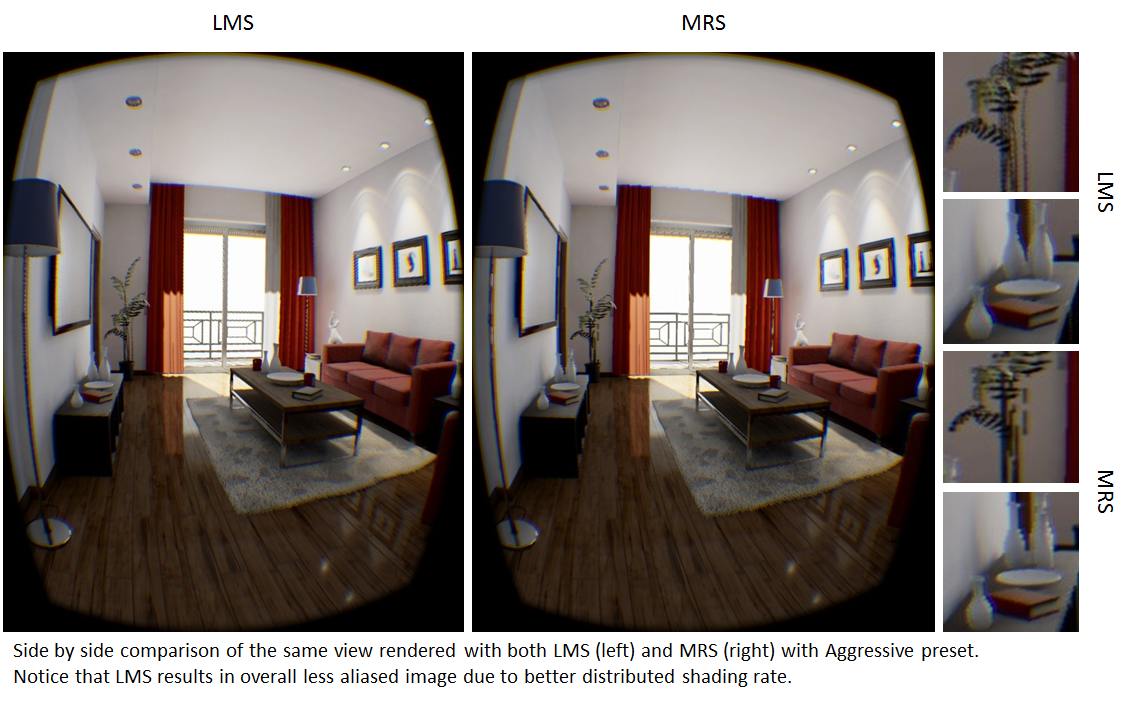 LMS
MRS
LMS
MRS
Side by side comparison of the same view rendered with both LMS (left) and MRS (right) with Aggressive preset.
Notice that LMS results in overall less aliased image due to better distributed shading rate.